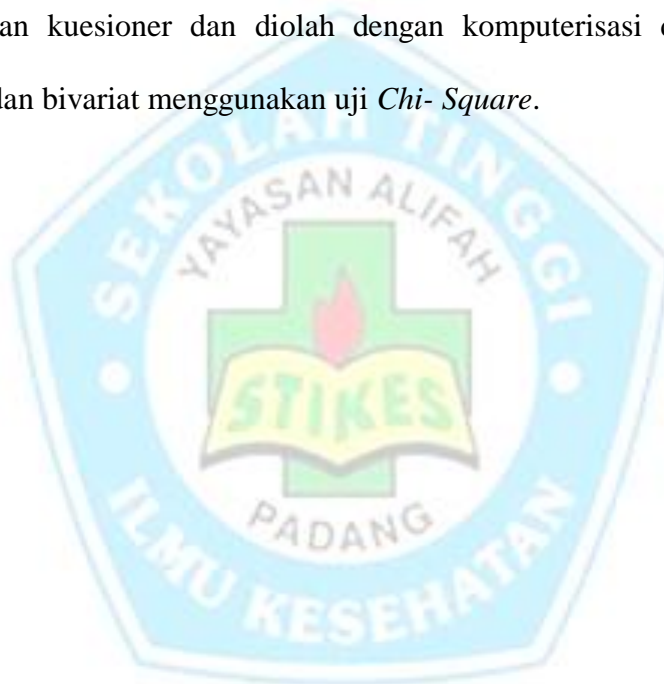 an kuesioner dan diolah dengan komputerisasi
dan bivariat menggunakan uji Chi- Square.
SEKOLAH TINGGI
YAYASAN ALIFAH
STIKES
PADANG
ILMU KESEHATAN